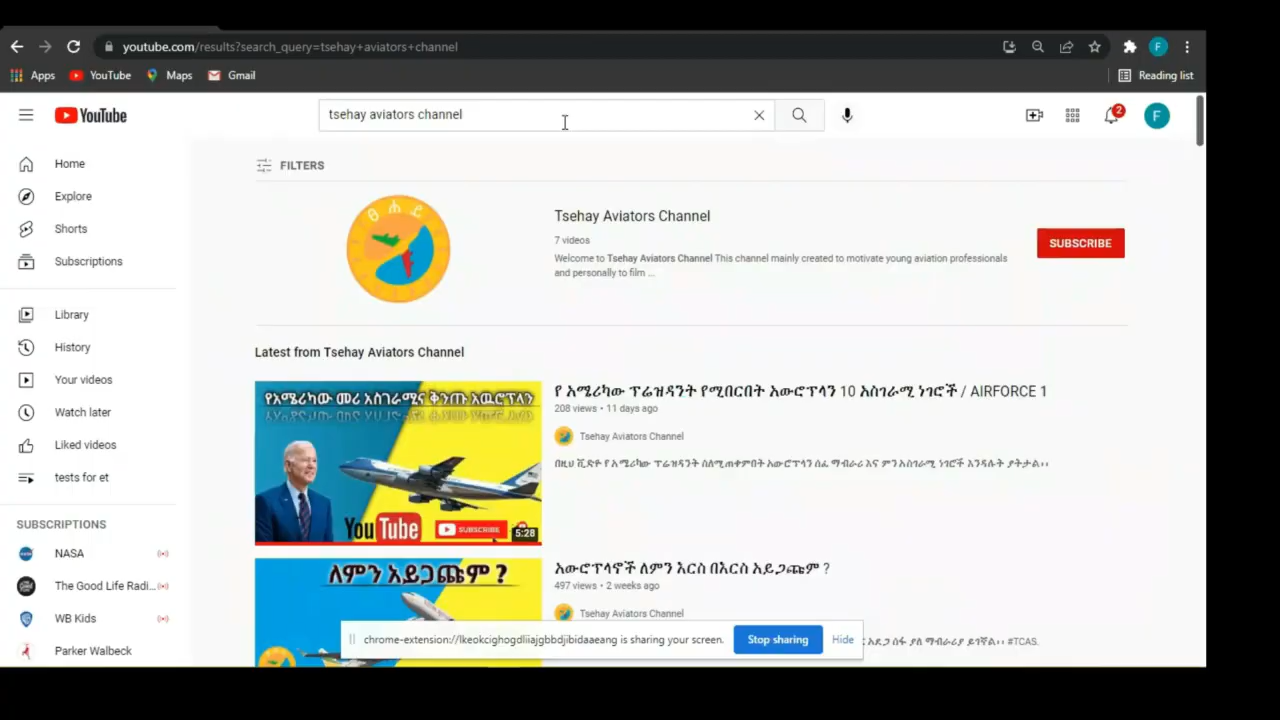 youtube.com/results?search_query=tsehay+aviators+channel
Apps YouTube Maps Gmail Reading list
YouTube
tsehay aviators channel
2
F
Home
Explore
Shorts
Subscriptions
Library
History
Your videos
Watch later
Liked videos
tests for et
SUBSCRIPTIONS
NASA
The Good Life Radi...
WB Kids
Parker Walbeck
FILTERS
ፀሐይ
Tsehay Aviators Channel
7 videos
Welcome to Tsehay Aviators Channel This channel mainly created to motivate young aviation professionals
and personally to film ...
SUBSCRIBE
Latest from Tsehay Aviators Channel
የአሜሪካው መሪ አስገራሚና ቅንጡ አዉሮፕላን
YouTube
SUBSCRIBE
5:28
የ አሜሪካው ፕሬዝዳንት የሚበርበት አውሮፕላን 10 አስገራሚ ነገሮች / AIRFORCE 1
208 views • 11 days ago
Tsehay Aviators Channel
በዚህ ቪድዮ የ አሜሪካው ፕሬዝዳንት ስለሚጠቀምበት አውሮፕላን ሰፊ ማብራሪ እና ምን አስገራሚ ነገሮች እንዳሉት ያትታል፡፡
ለምን አይጋጩም ?
አውሮፕላኖች ለምን እርስ በእርስ አይጋጩም ?
497 views • 2 weeks ago
Tsehay Aviators Channel
ሰፋ ያለ ማብራሪያ ይገኛል፡፡ #TCAS.
chrome-extension://lkeokcighogdliiajgbbdjibidaaeang is sharing your screen.
Stop sharing
Hide